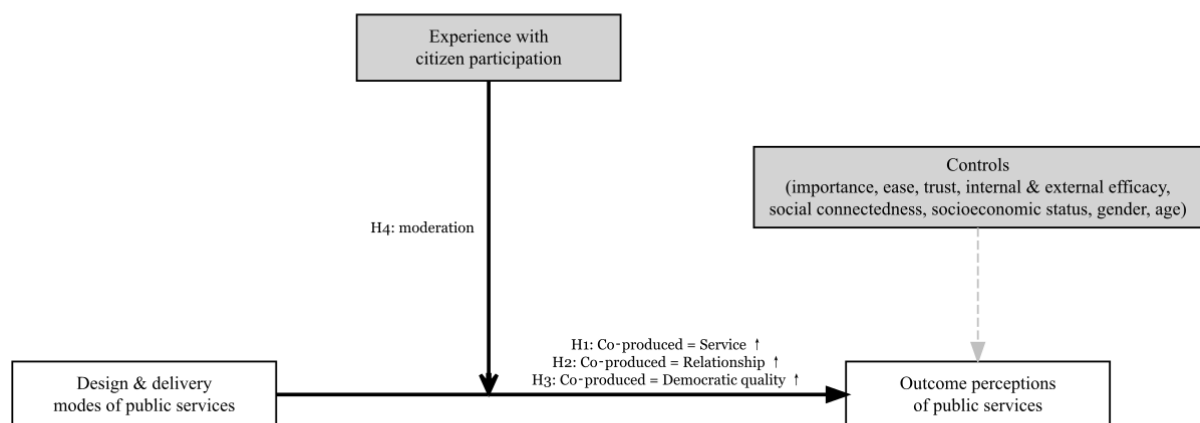 Experience with
citizen participation
Controls
(importance, ease, trust, internal & external efficacy,
social connectedness, socioeconomic status, gender, age)
H4: moderation
H1: Co-produced = Service ↑
H2: Co-produced = Relationship ↑
H3: Co-produced = Democratic quality ↑
Design & delivery
modes of public services
Outcome perceptions
of public services